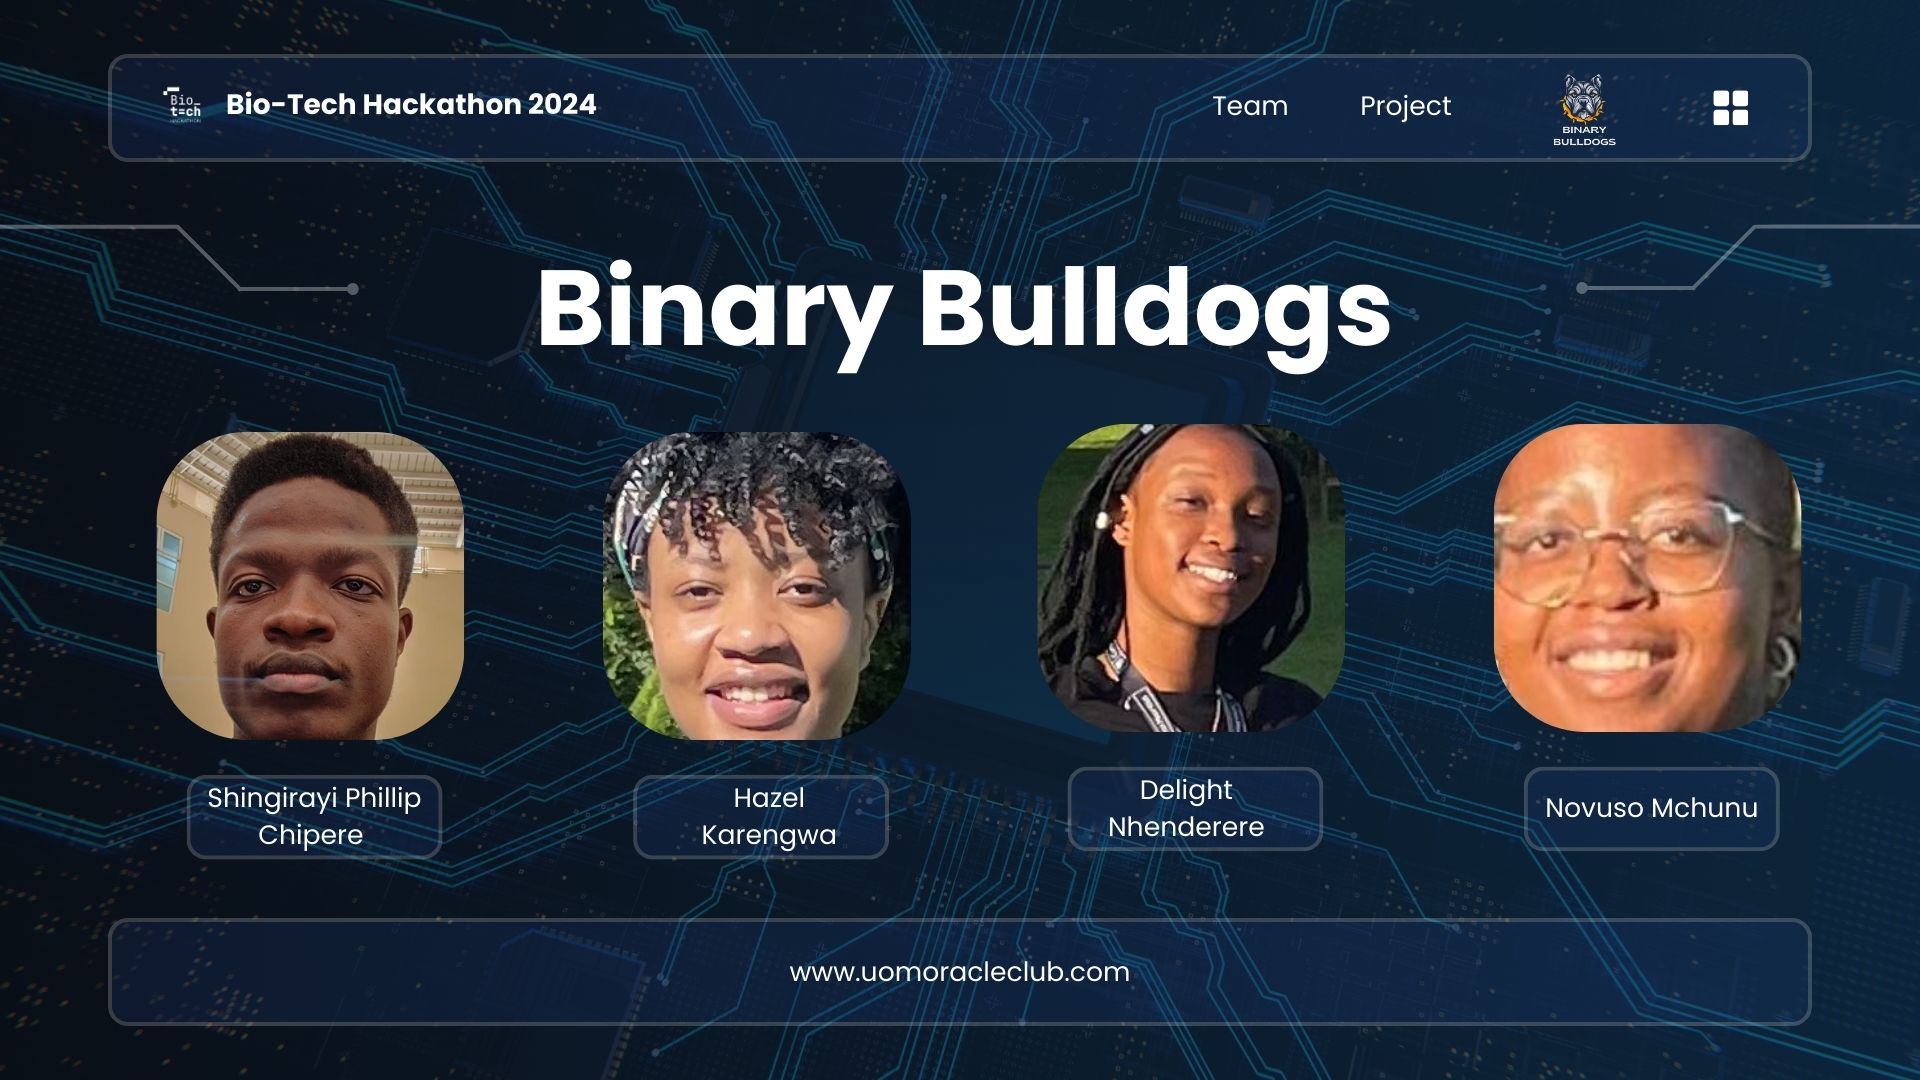 Bio_
t=ch
HACKATHON
Bio-Tech Hackathon 2024
Team
Project
BINARY
BULLDOGS
Binary Bulldogs
Shingirayi Phillip
Chipere
Hazel
Karengwa
Delight
Nhenderere
Novuso Mchunu
www.uomoracleclub.com